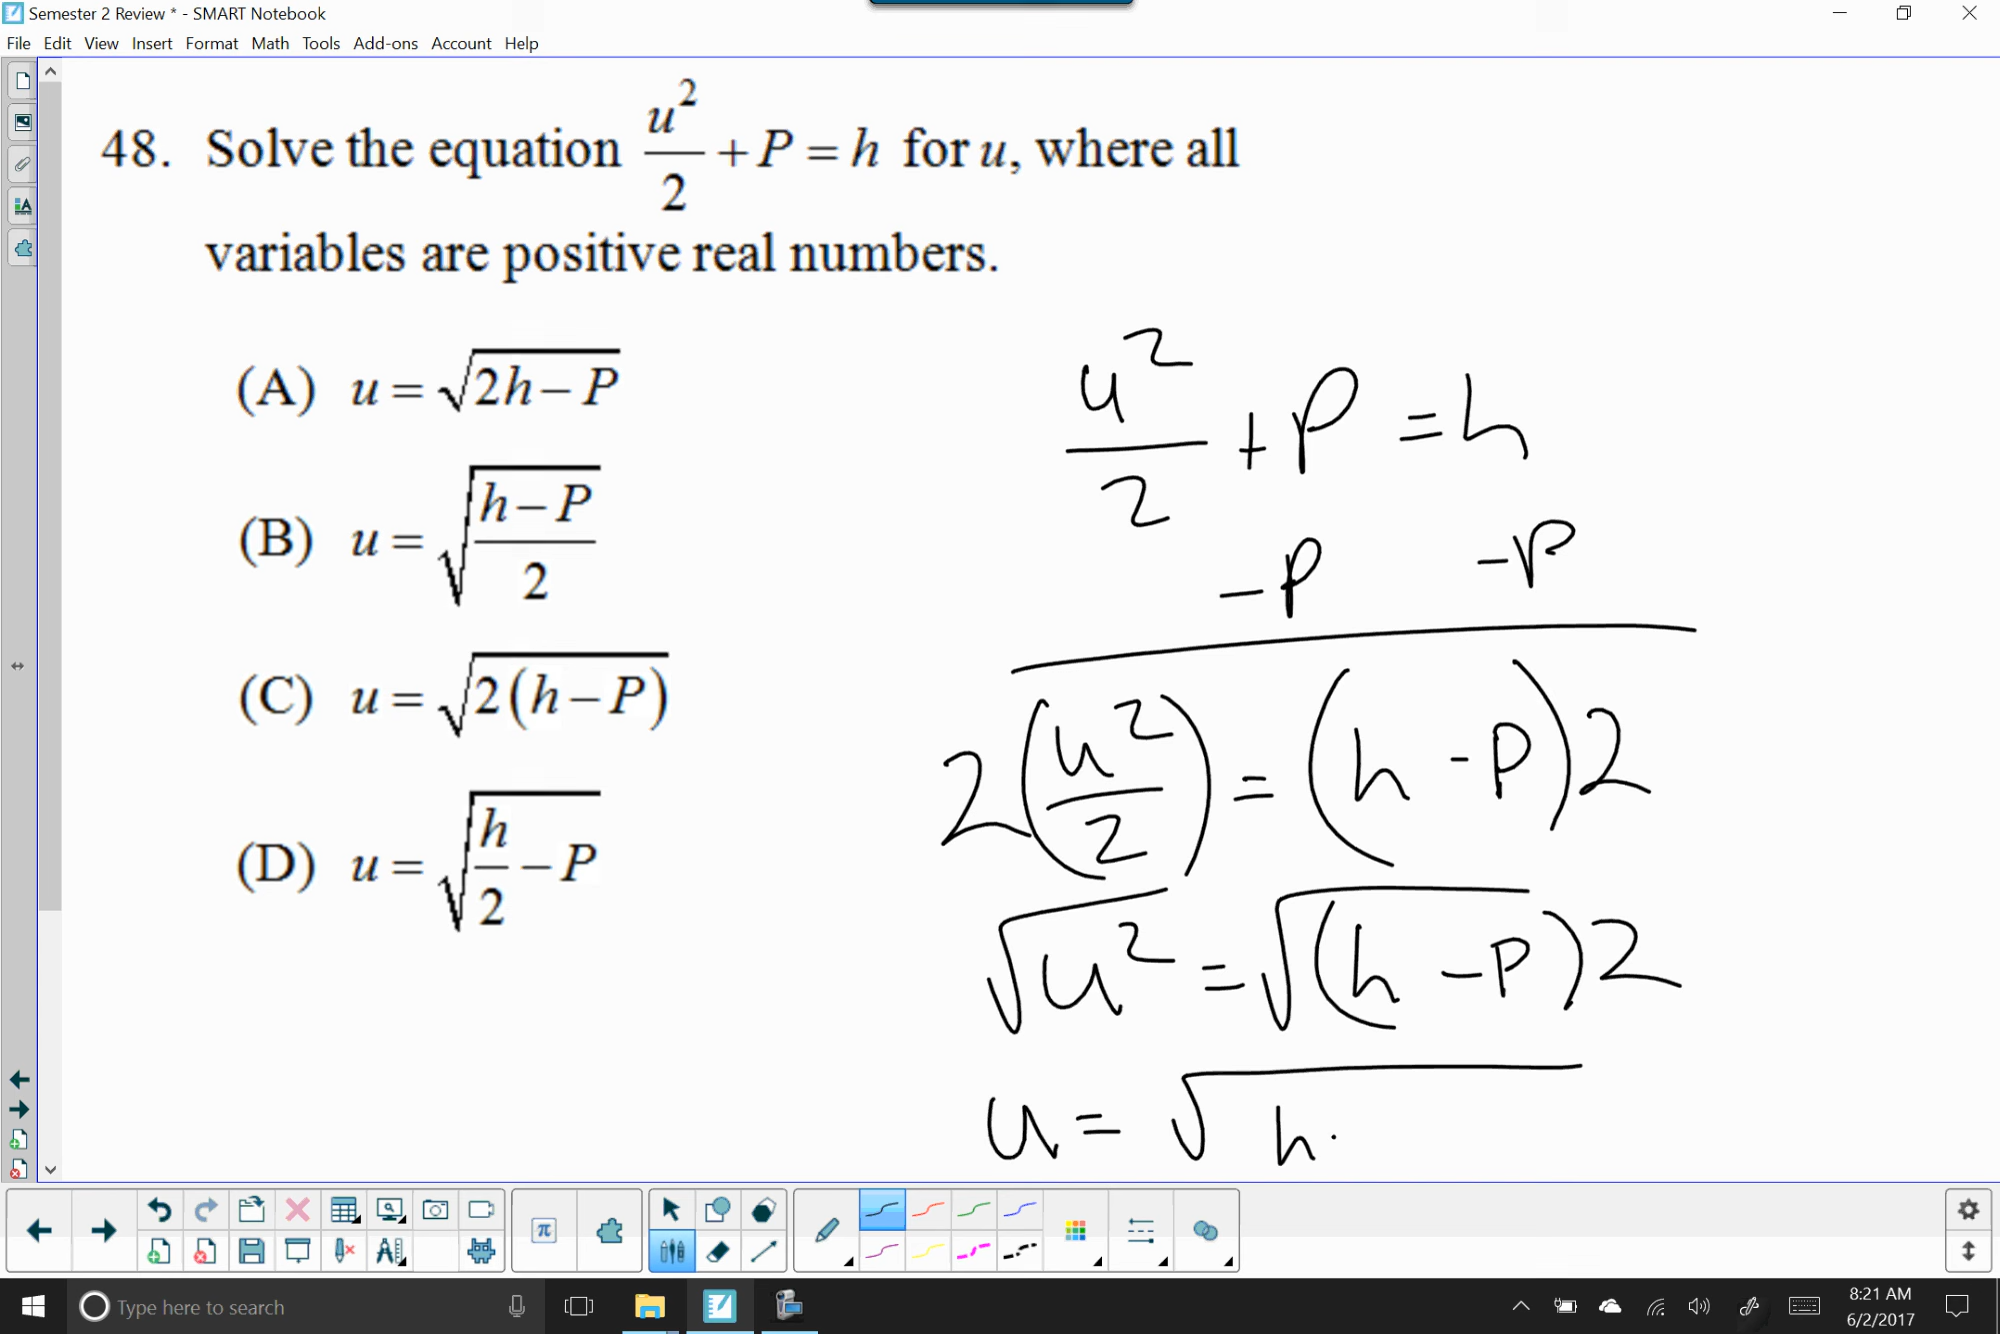 Semester 2 Review * - SMART Notebook
File Edit View Insert Format Math Tools Add-ons Account Help
48. Solve the equation u²/2 + P = h for u, where all
variables are positive real numbers.
(A) u = √(2h – P)
(B) u = √((h – P)/2)
(C) u = √(2(h – P))
(D) u = √(h/2 – P)
u²/2 + P = h
-P -P
2(u²/2) = (h - P)2
√u² = √(h - P)2
u = √h.
Type here to search
8:21 AM
6/2/2017